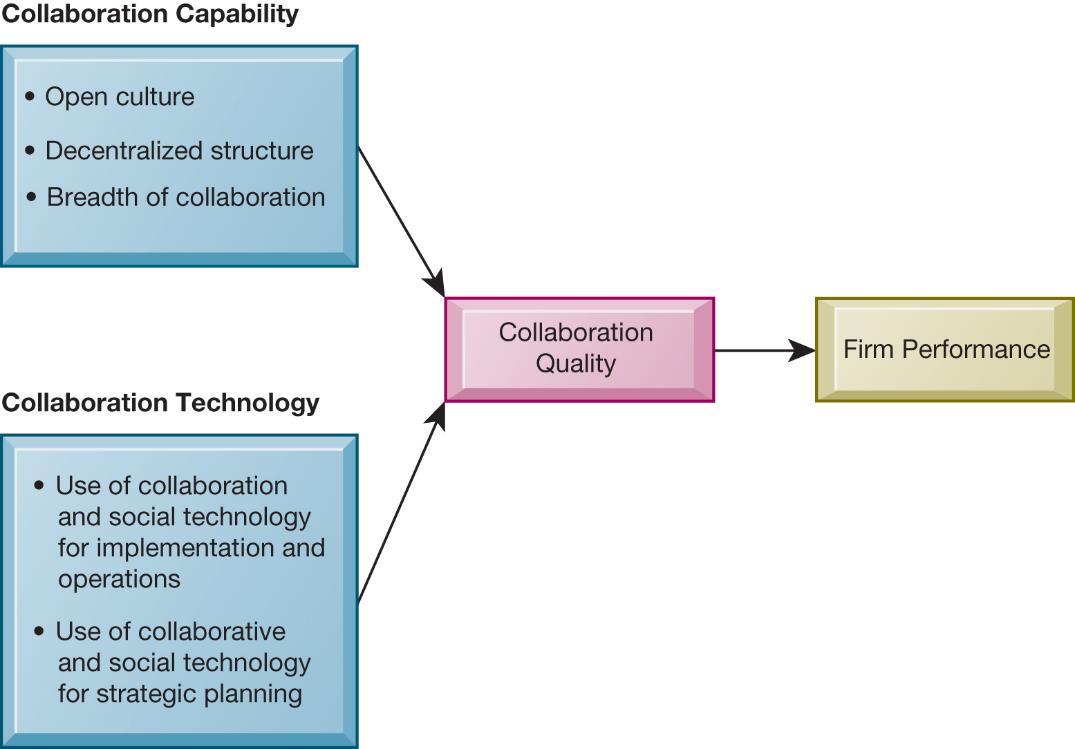 Collaboration Capability
• Open culture
• Decentralized structure
• Breadth of collaboration
Collaboration
Quality
Firm Performance
Collaboration Technology
• Use of collaboration
and social technology
for implementation and
operations
• Use of collaborative
and social technology
for strategic planning